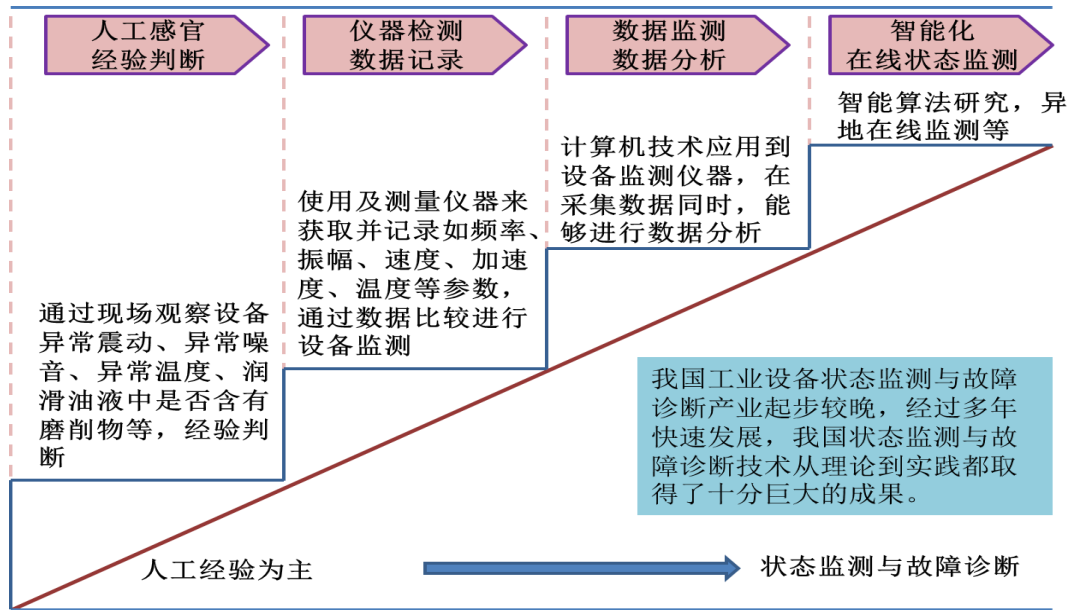 人工感官
经验判断
仪器检测
数据记录
数据监测
数据分析
智能化
在线状态监测
通过现场观察设备
异常震动、异常噪
音、异常温度、润
滑油液中是否含有
磨削物等，经验判
断
使用及测量仪器来
获取并记录如频率、
振幅、速度、加速
度、温度等参数，
通过数据比较进行
设备监测
计算机技术应用到
设备监测仪器，在
采集数据同时，能
够进行数据分析
智能算法研究，异
地在线监测等
我国工业设备状态监测与故障
诊断产业起步较晚，经过多年
快速发展，我国状态监测与故
障诊断技术从理论到实践都取
得了十分巨大的成果。
人工经验为主
状态监测与故障诊断